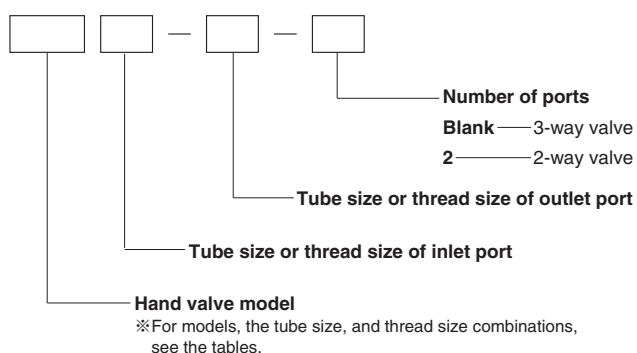 Number of ports
Blank 3-way valve
2 2-way valve
Tube size or thread size of outlet port
Tube size or thread size of inlet port
Hand valve model
※For models, the tube size, and thread size combinations,
see the tables.